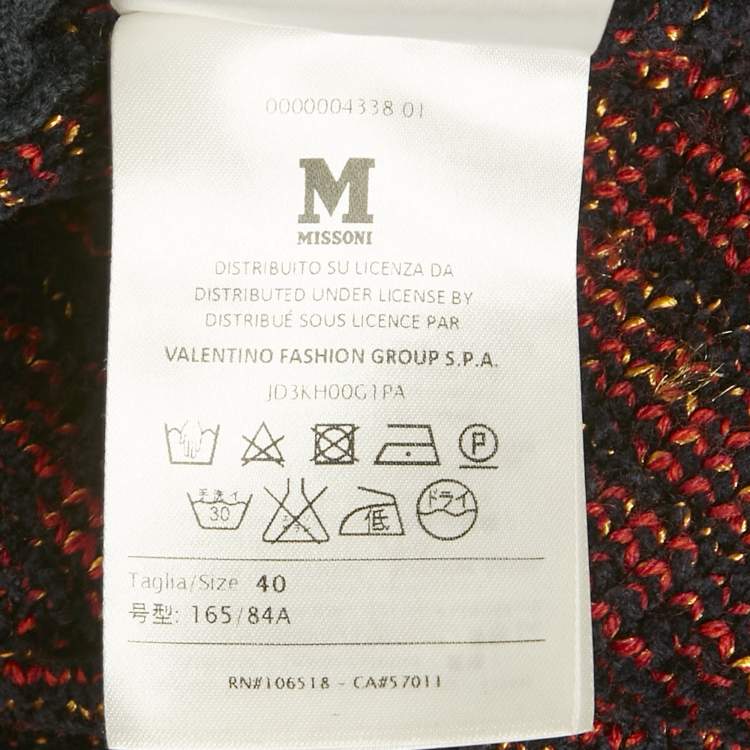 0000004338 01
M
MISSONI
DISTRIBUITO SU LICENZA DA
DISTRIBUTED UNDER LICENSE BY
DISTRIBUÉ SOUS LICENCE PAR
VALENTINO FASHION GROUP S.P.A.
JD3KH00G1PA
P
手洗イ 低 ドライ
30
Taglia/Size 40
号型: 165/84A
RN#106518 - CA#57011